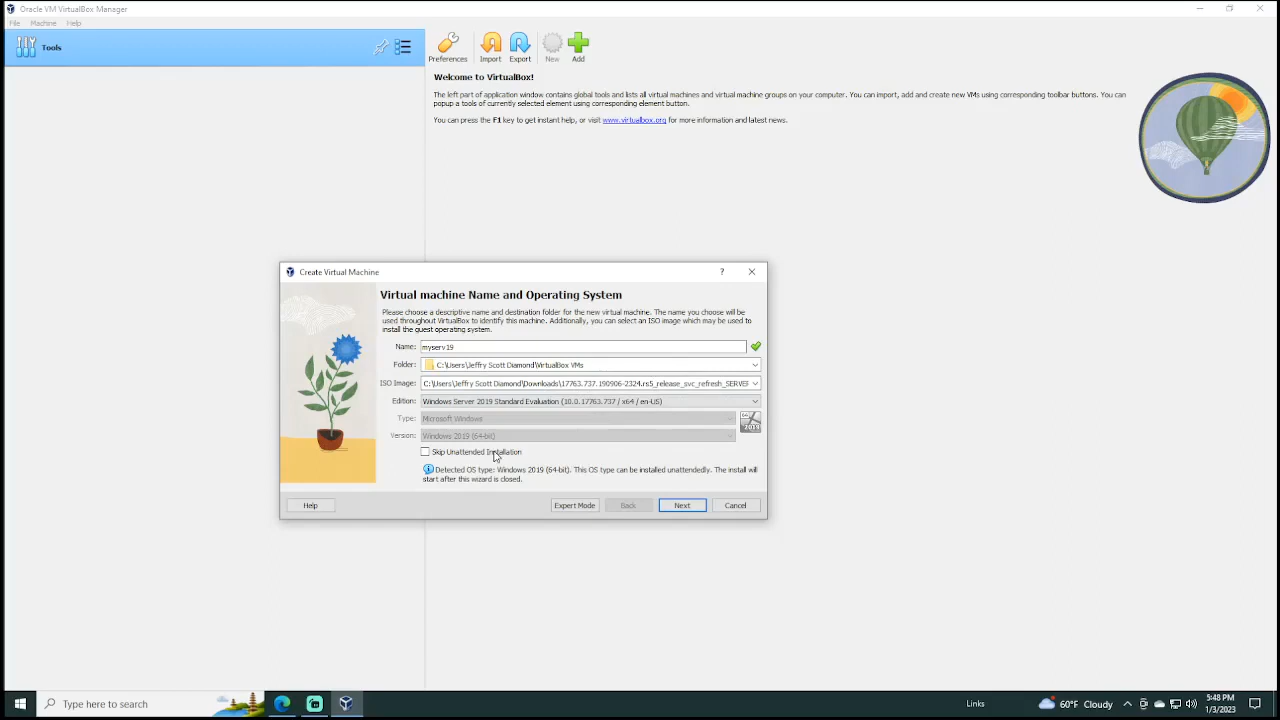 Oracle VM VirtualBox Manager
File Machine Help
Tools
Preferences Import Export New Add
Welcome to VirtualBox!
The left part of application window contains global tools and lists all virtual machines and virtual machine groups on your computer. You can import, add and create new VMs using corresponding toolbar buttons. You can
popup a tools of currently selected element using corresponding element button.
You can press the F1 key to get instant help, or visit www.virtualbox.org for more information and latest news.
Create Virtual Machine
?
Virtual machine Name and Operating System
Please choose a descriptive name and destination folder for the new virtual machine. The name you choose will be
used throughout VirtualBox to identify this machine. Additionally, you can select an ISO image which may be used to
install the guest operating system.
Name: myserv19
Folder: C:\Users\Jeffry Scott Diamond\VirtualBox VMs
ISO Image: C:\Users\Jeffry Scott Diamond\Downloads\17763.737.190906-2324.rs5_release_svc_refresh_SERVER
Edition: Windows Server 2019 Standard Evaluation (10.0.17763.737 / x64 / en-US)
Type: Microsoft Windows
2019
Version: Windows 2019 (64-bit)
Skip Unattended Installation
Detected OS type: Windows 2019 (64-bit). This OS type can be installed unattendedly. The install will
start after this wizard is closed.
Help Expert Mode Back Next Cancel
Type here to search
Links
60°F Cloudy
5:48 PM
1/3/2023